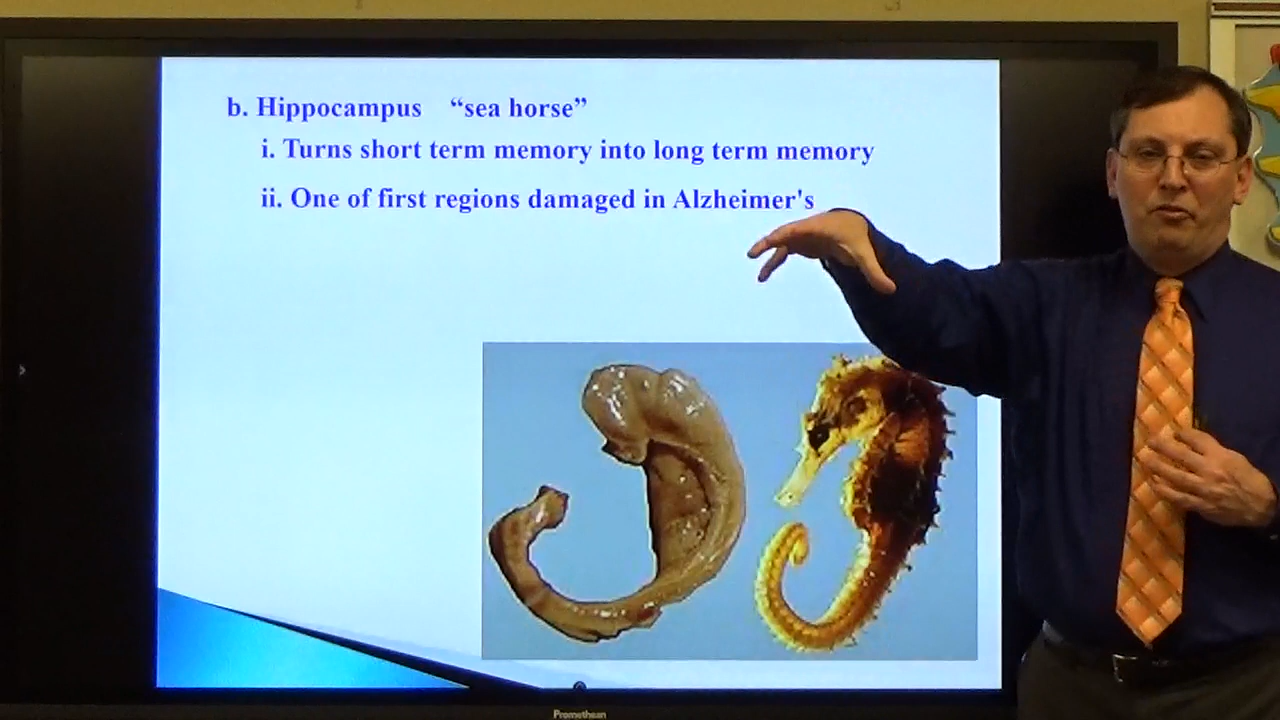 b. Hippocampus “sea horse”
i. Turns short term memory into long term memory
ii. One of first regions damaged in Alzheimer's
Promethean